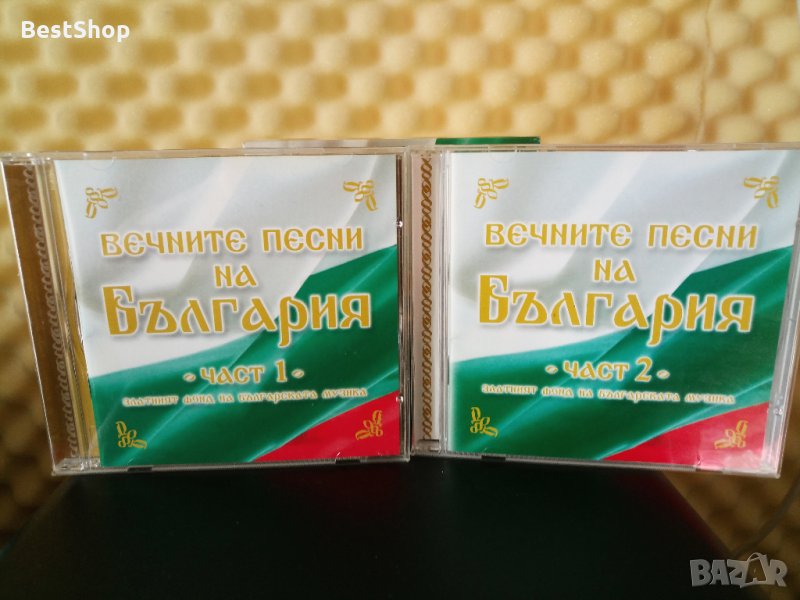 BestShop
ВЕЧНИТЕ ПЕСНИ
НА
БЪЛГАРИЯ
- ЧАСТ 1 -
ЗЛАТНИЯТ ФОНД НА БЪЛГАРСКАТА МУЗИКА
ВЕЧНИТЕ ПЕСНИ
НА
БЪЛГАРИЯ
- ЧАСТ 2 -
ЗЛАТНИЯТ ФОНД НА БЪЛГАРСКАТА МУЗИКА
BAZAR